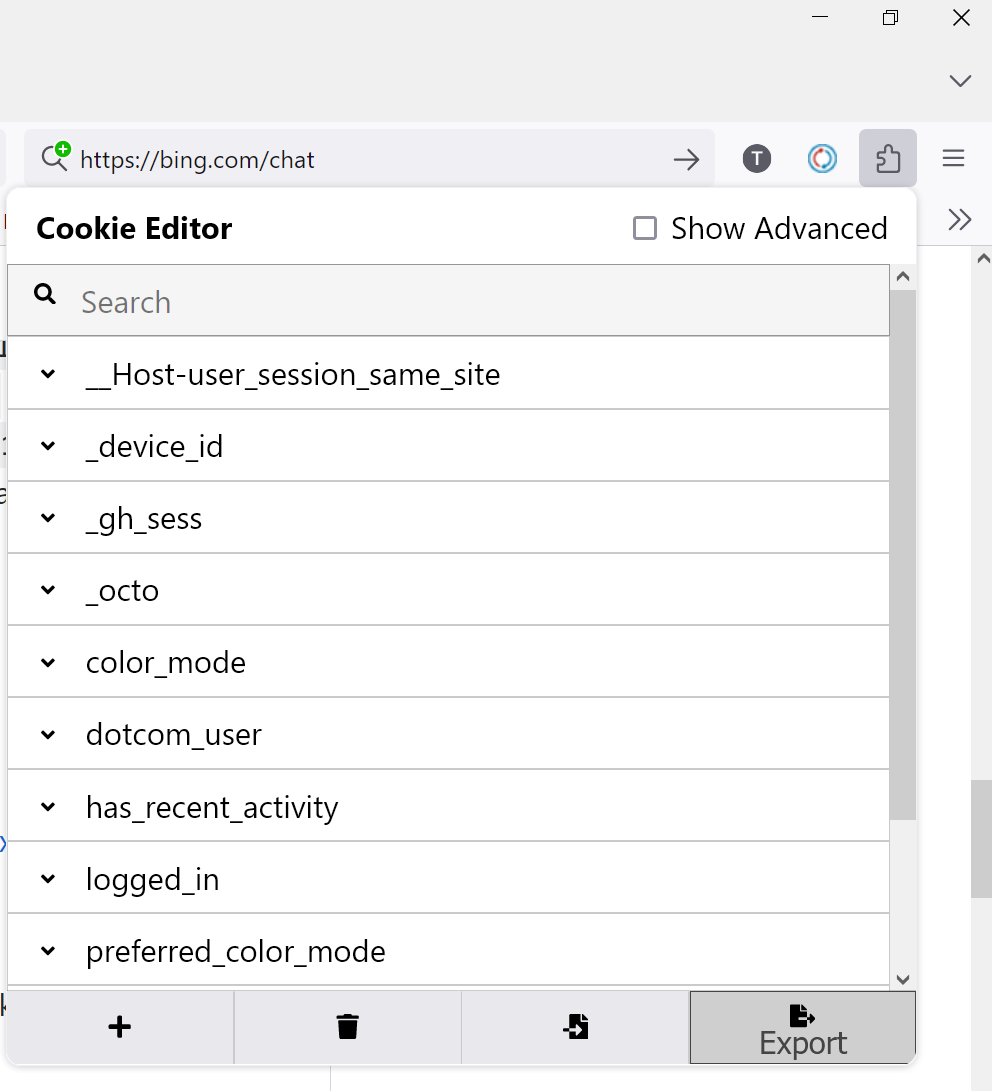 https://bing.com/chat
T
Cookie Editor
Show Advanced
Search
__Host-user_session_same_site
_device_id
_gh_sess
_octo
color_mode
dotcom_user
has_recent_activity
logged_in
preferred_color_mode
Export